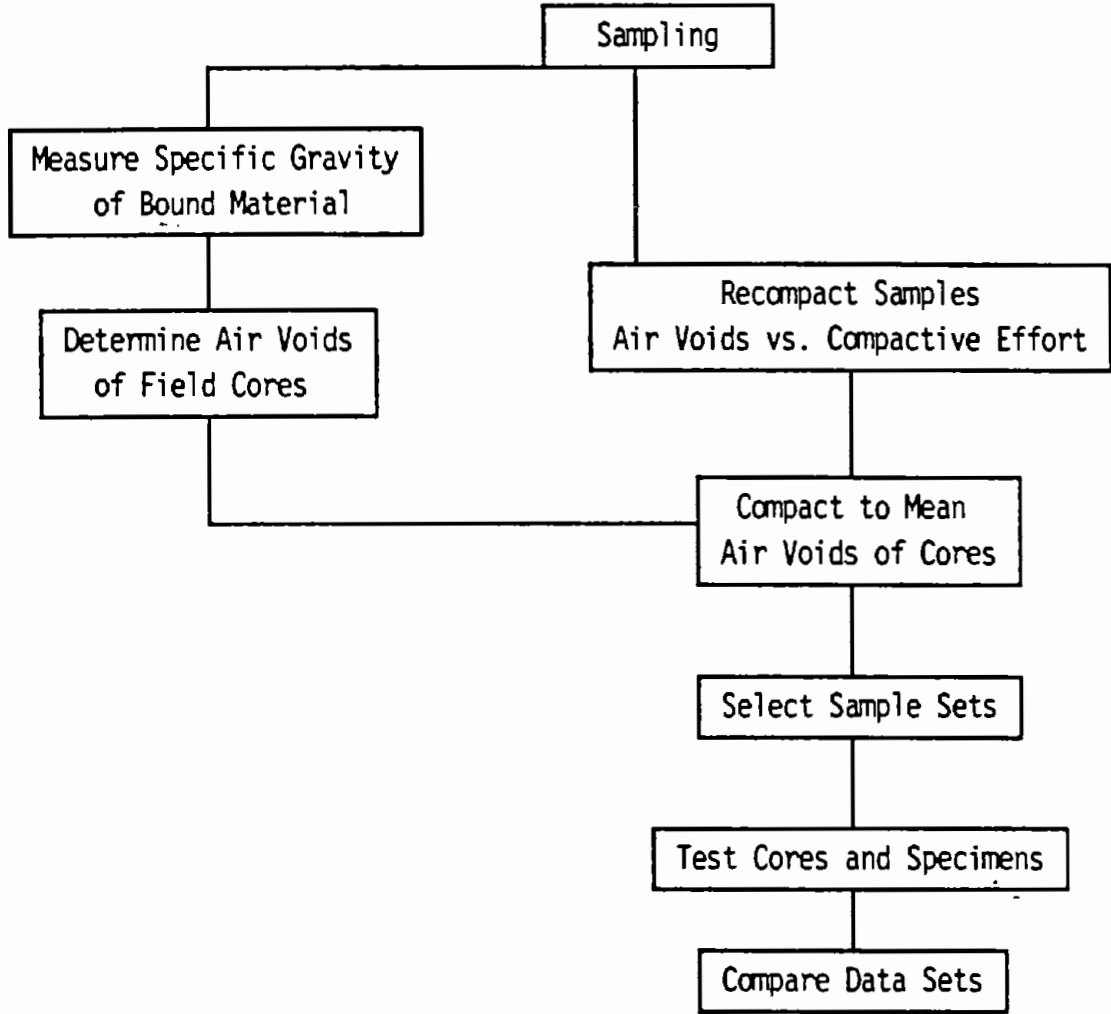 Sampling
Measure Specific Gravity
of Bound Material
Determine Air Voids
of Field Cores
Recompact Samples
Air Voids vs. Compactive Effort
Compact to Mean
Air Voids of Cores
Select Sample Sets
Test Cores and Specimens
Compare Data Sets